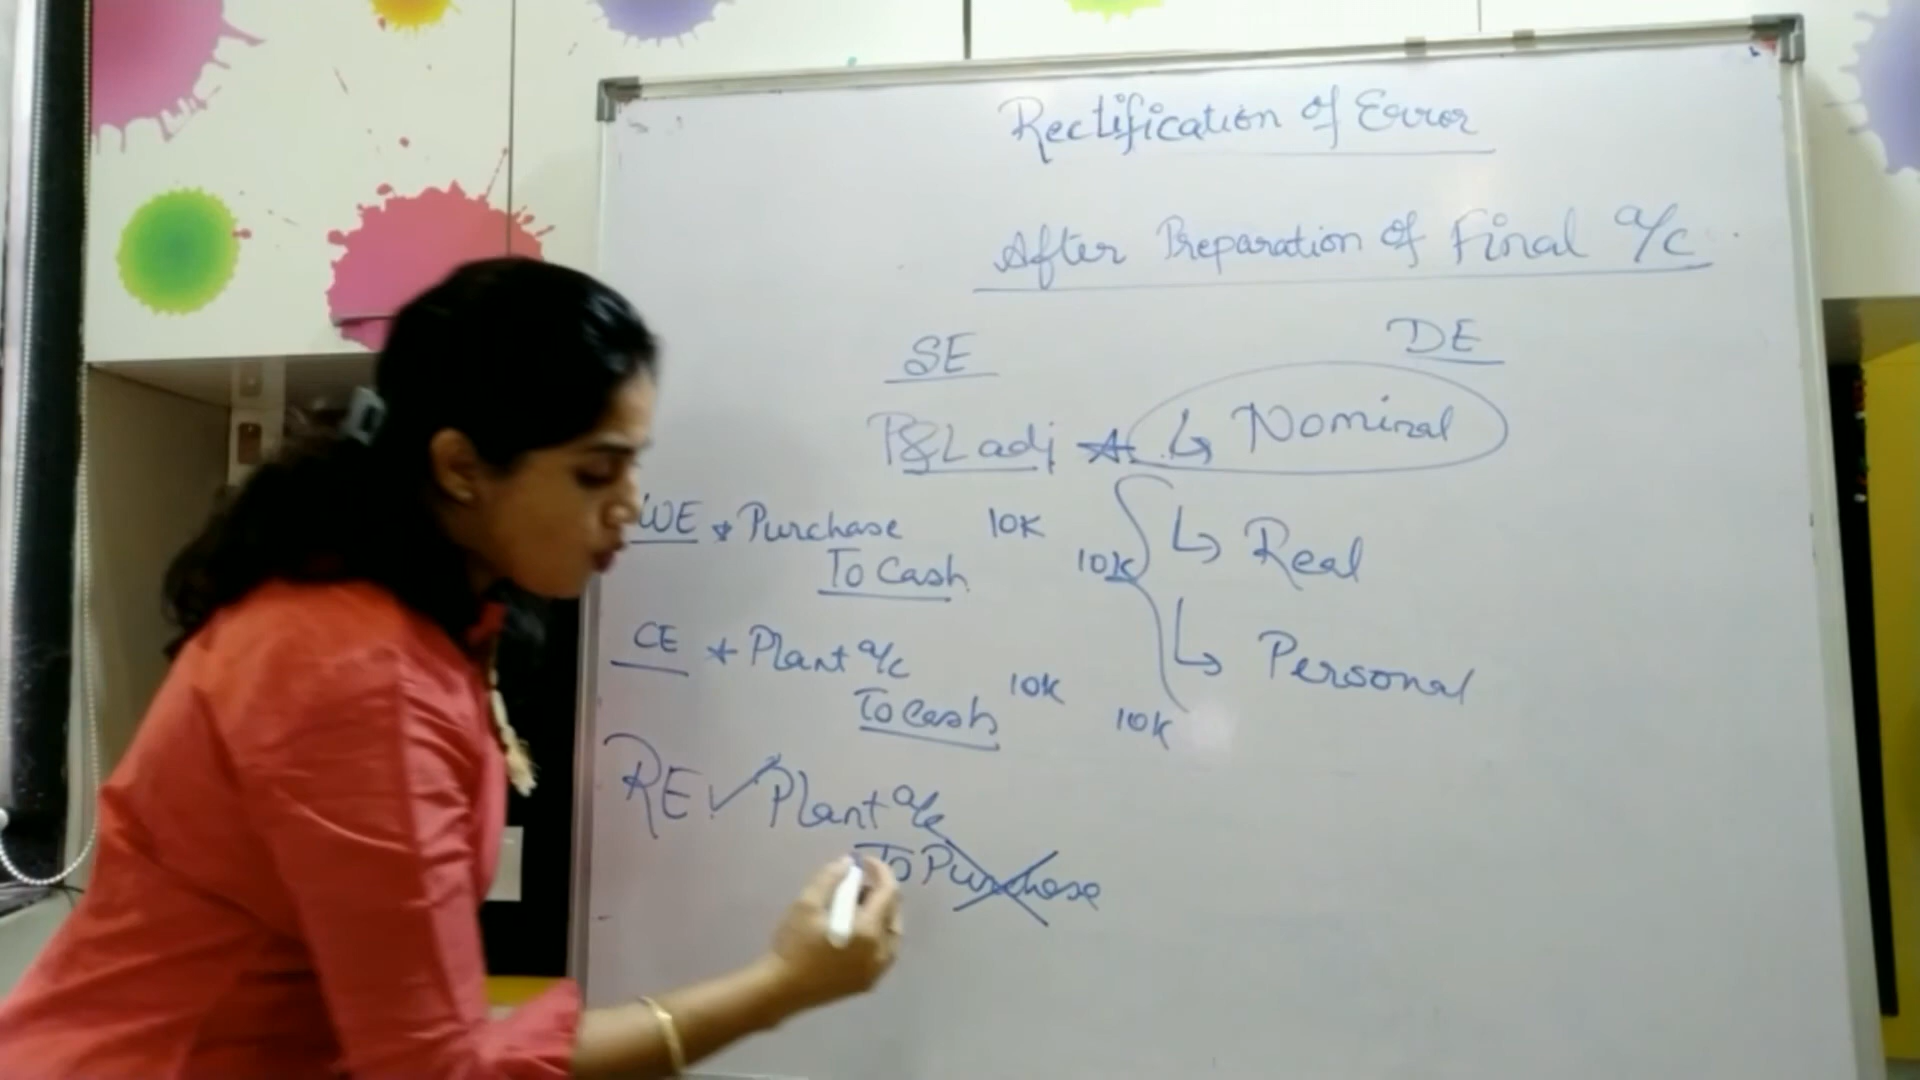 Rectification of Error
After Preparation of Final a/c
SE DE
P&L adj ↳ Nominal
WE Purchase 10K
To Cash 10K
↳ Real
CE Plant a/c 10K
To Cash 10K
↳ Personal
RE ✓ Plant a/c
To Purchase